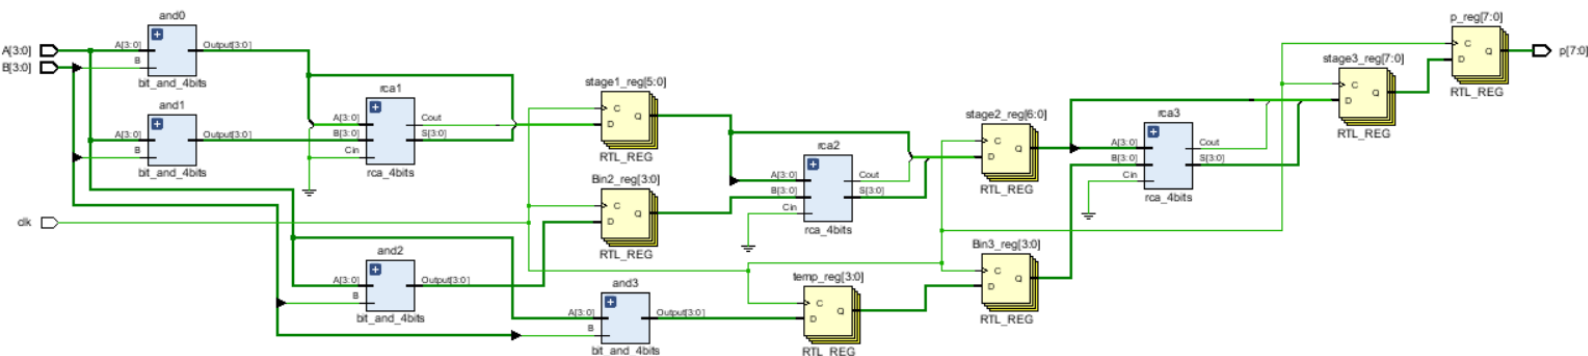 A[3:0]
B[3:0]
clk
and0
A[3:0]
B
Output[3:0]
bit_and_4bits
and1
A[3:0]
B
Output[3:0]
bit_and_4bits
rca1
A[3:0]
B[3:0]
Cin
Cout
S[3:0]
rca_4bits
and2
A[3:0]
B
Output[3:0]
bit_and_4bits
stage1_reg[5:0]
C
D
Q
RTL_REG
Bin2_reg[3:0]
C
D
Q
RTL_REG
and3
A[3:0]
B
Output[3:0]
bit_and_4bits
rca2
A[3:0]
B[3:0]
Cin
Cout
S[3:0]
rca_4bits
temp_reg[3:0]
C
D
Q
RTL_REG
stage2_reg[6:0]
C
D
Q
RTL_REG
Bin3_reg[3:0]
C
D
Q
RTL_REG
rca3
A[3:0]
B[3:0]
Cin
Cout
S[3:0]
rca_4bits
stage3_reg[7:0]
C
D
Q
RTL_REG
p_reg[7:0]
C
D
Q
RTL_REG
p[7:0]